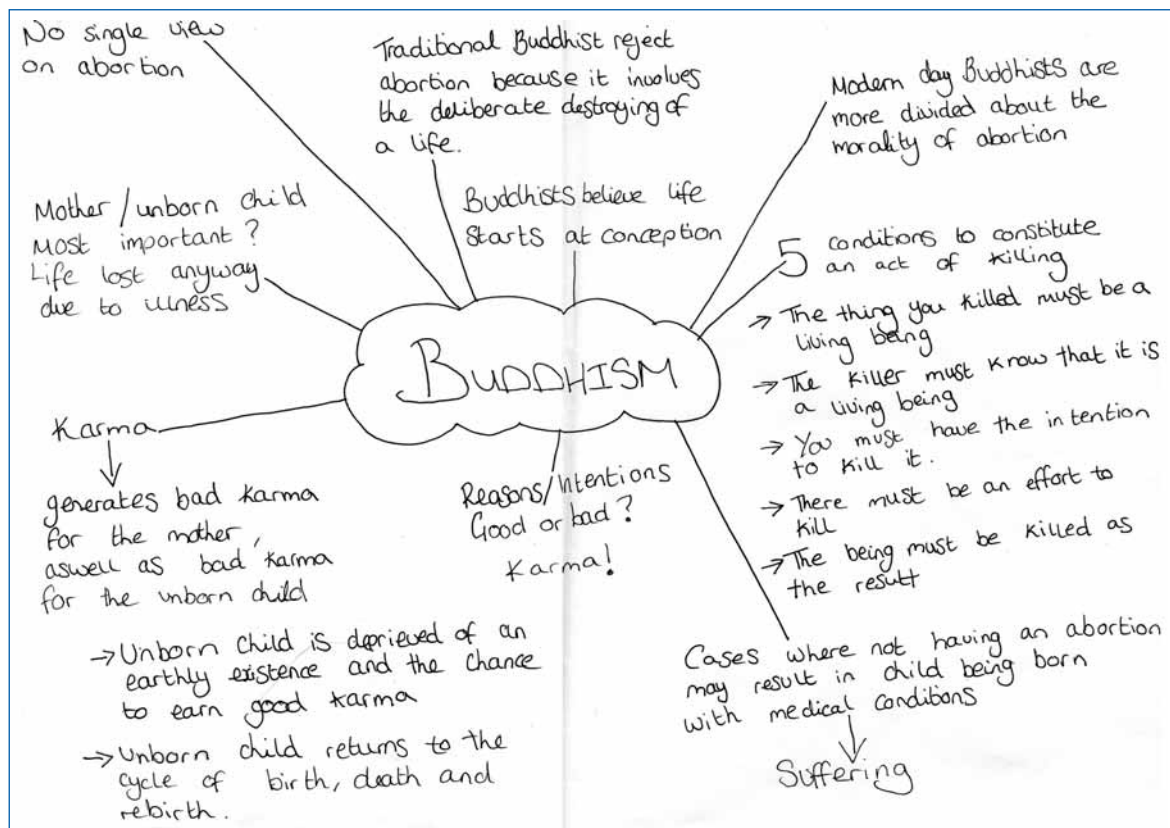 No single view
on abortion
Traditional Buddhist reject
abortion because it involves
the deliberate destroying of
a life.
Modern day Buddhists are
more divided about the
morality of abortion
Mother / unborn child
most important?
Life lost anyway
due to illness
Buddhists believe life
starts at conception
5 conditions to constitute
an act of killing
→ The thing you killed must be a
living being
→ The killer must know that it is
a living being
→ You must have the intention
to kill it.
→ There must be an effort to
kill
→ The being must be killed as
the result
BUDDHISM
Karma
generates bad karma
for the mother,
aswell as bad karma
for the unborn child
→ Unborn child is deprieved of an
earthly existence and the chance
to earn good karma
→ Unborn child returns to the
cycle of birth, death and
rebirth.
Reasons/Intentions
Good or bad?
Karma!
Cases where not having an abortion
may result in child being born
with medical conditions
Suffering